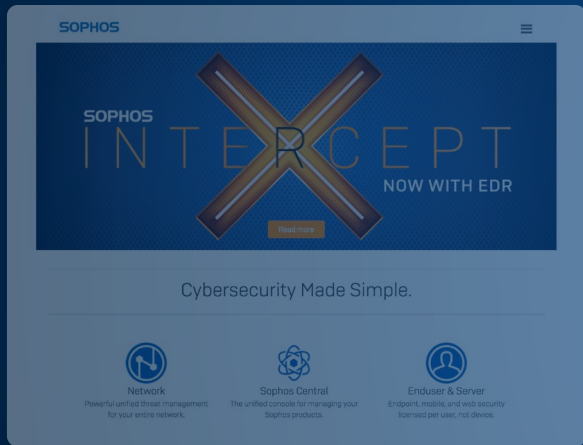 SOPHOS
SOPHOS
INTERCEPT
NOW WITH EDR
Read more
Cybersecurity Made Simple.
Network
Powerful unified threat management
for your entire network.
Sophos Central
The unified console for managing your
Sophos products.
Enduser & Server
Endpoint, mobile, and web security
licensed per user, not device.